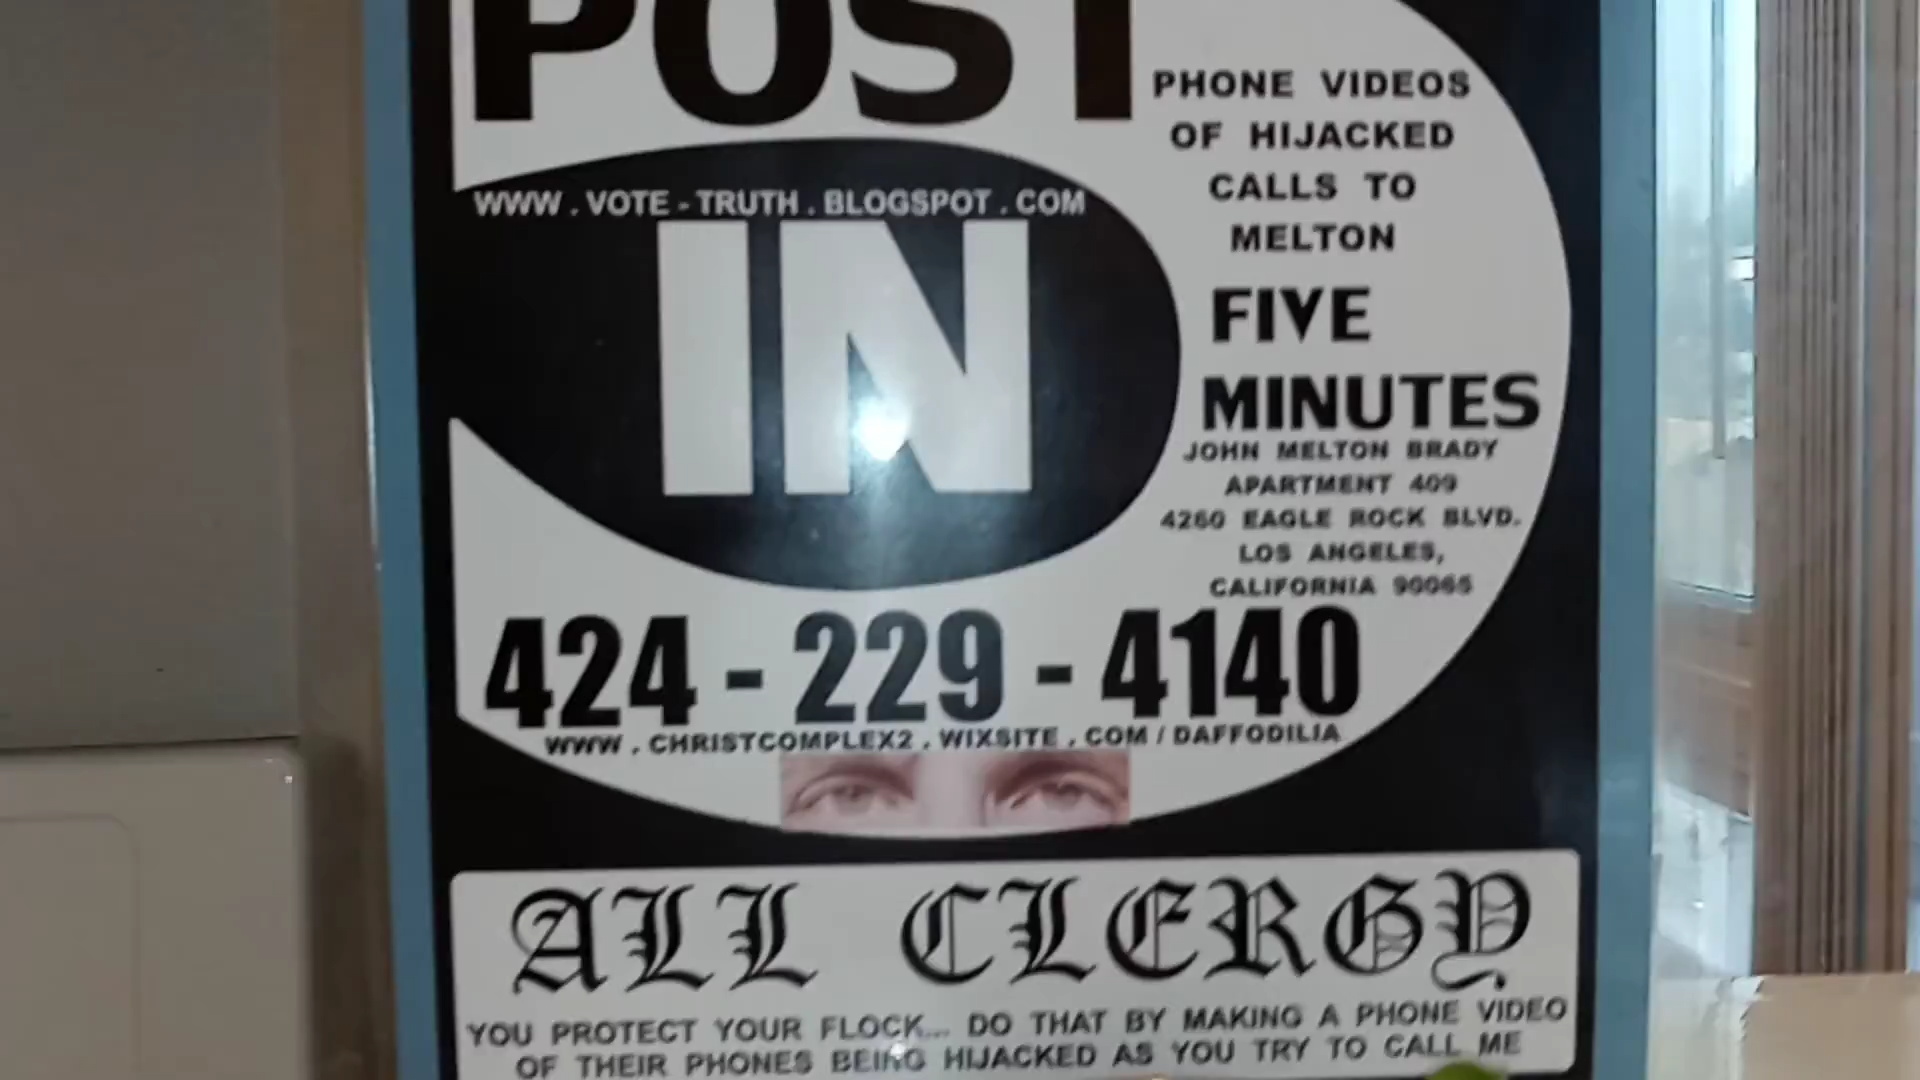 POST
PHONE VIDEOS
OF HIJACKED
CALLS TO
MELTON
FIVE
MINUTES
JOHN MELTON BRADY
APARTMENT 409
4260 EAGLE ROCK BLVD.
LOS ANGELES,
CALIFORNIA 90065
WWW . VOTE - TRUTH . BLOGSPOT . COM
IN
424 - 229 - 4140
WWW . CHRISTCOMPLEX2 . WIXSITE . COM / DAFFODILIA
ALL CLERGY
YOU PROTECT YOUR FLOCK... DO THAT BY MAKING A PHONE VIDEO
OF THEIR PHONES BEING HIJACKED AS YOU TRY TO CALL ME